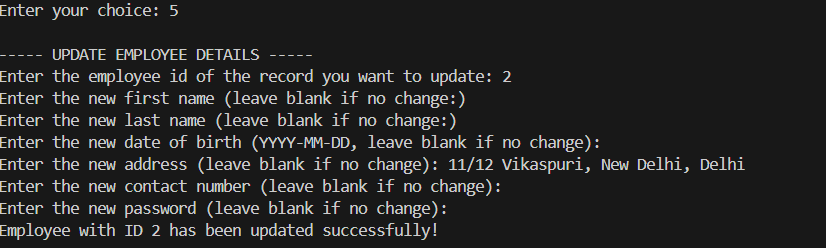 Enter your choice: 5
----- UPDATE EMPLOYEE DETAILS -----
Enter the employee id of the record you want to update: 2
Enter the new first name (leave blank if no change:)
Enter the new last name (leave blank if no change:)
Enter the new date of birth (YYYY-MM-DD, leave blank if no change):
Enter the new address (leave blank if no change): 11/12 Vikaspuri, New Delhi, Delhi
Enter the new contact number (leave blank if no change):
Enter the new password (leave blank if no change):
Employee with ID 2 has been updated successfully!